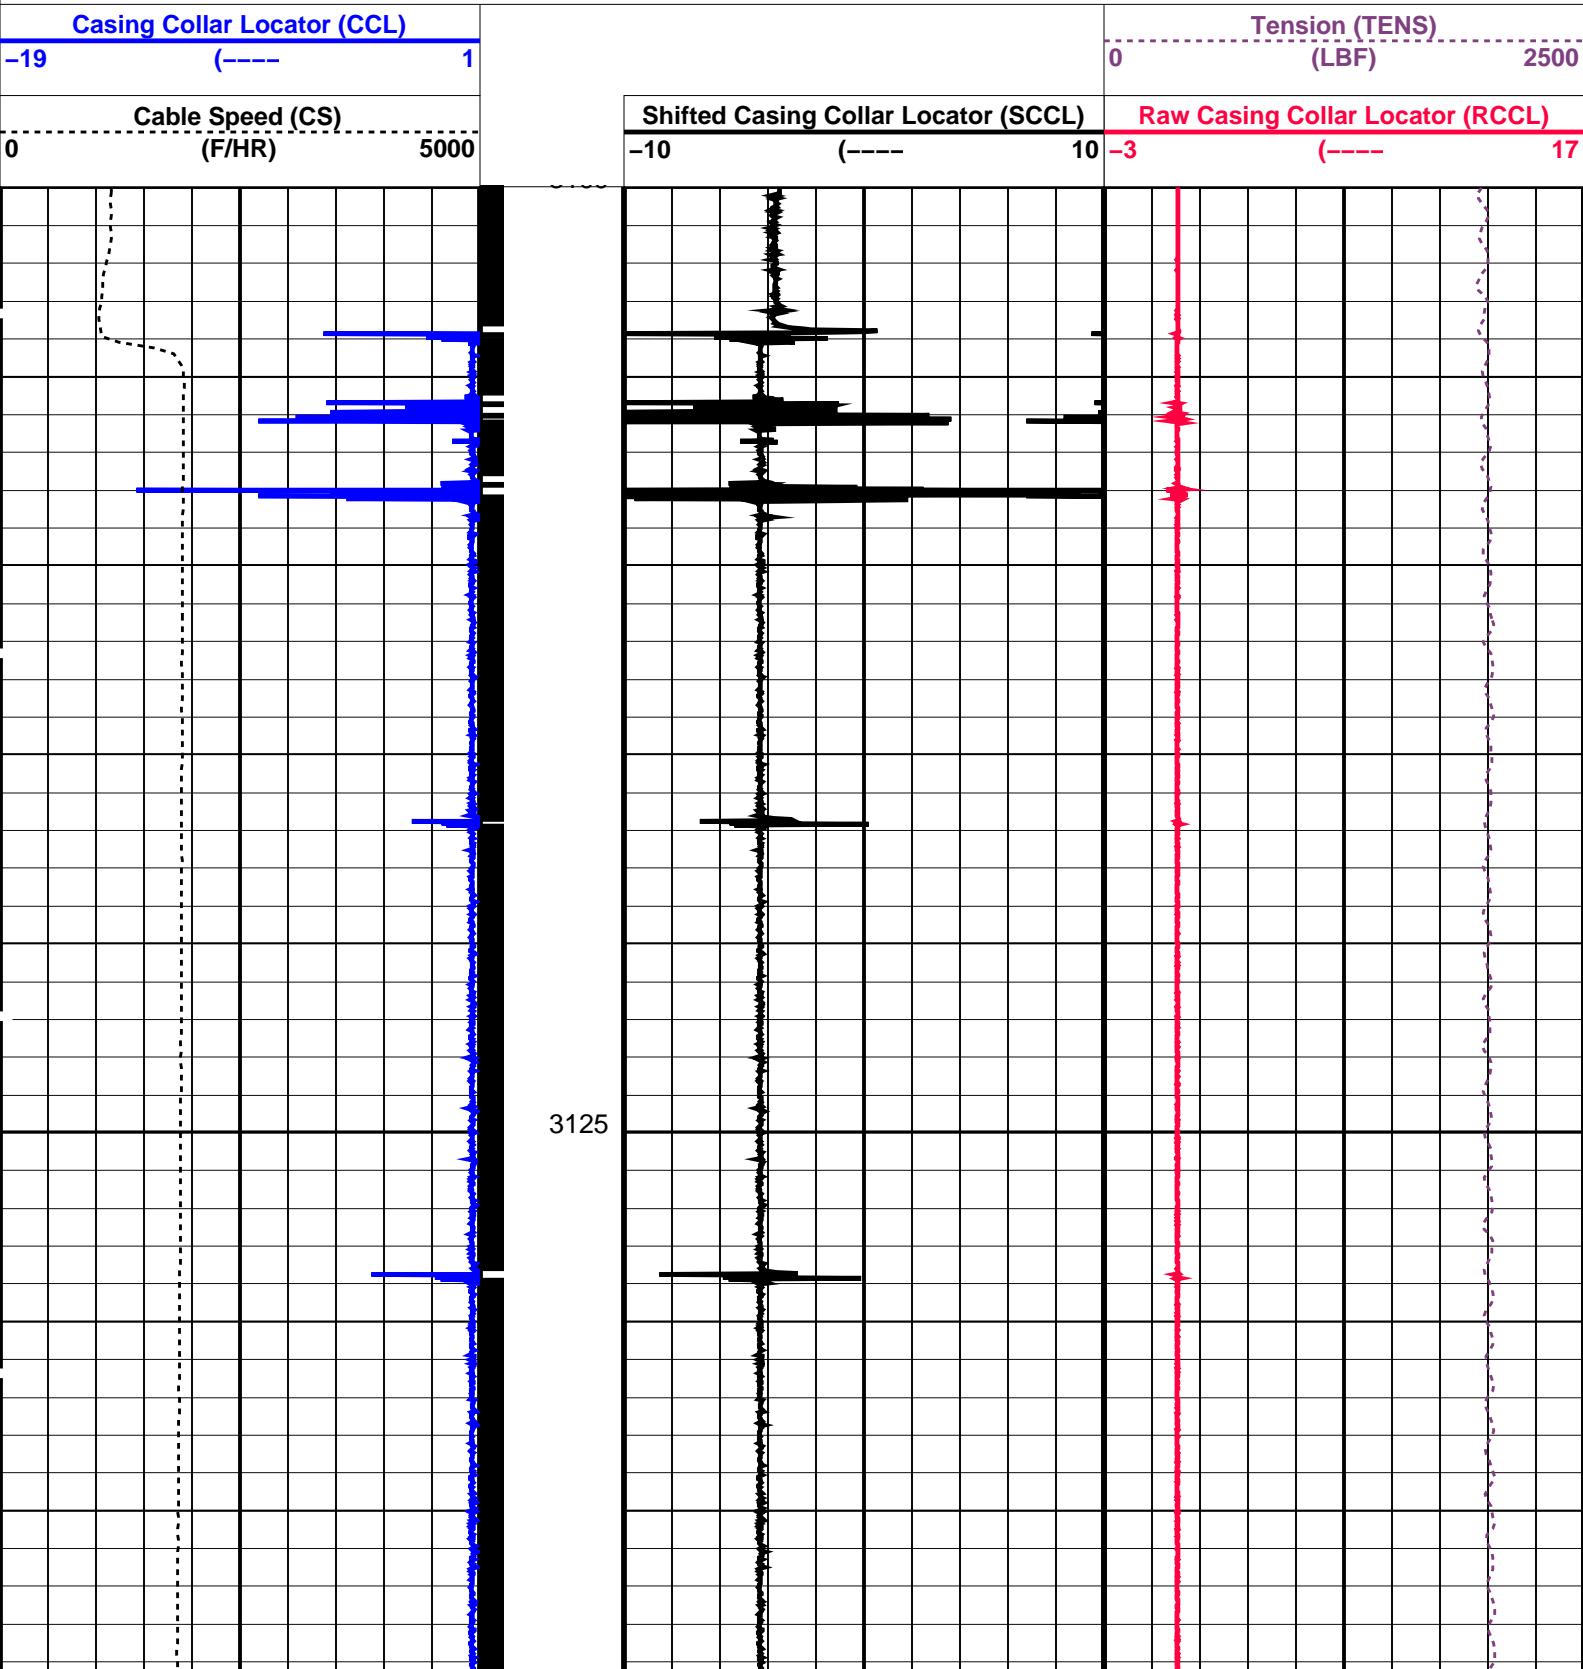 Casing Collar Locator (CCL)
–19 (–––– 1
Tension (TENS)
0 (LBF) 2500
Cable Speed (CS)
0 (F/HR) 5000
Shifted Casing Collar Locator (SCCL)
–10 (–––– 10
Raw Casing Collar Locator (RCCL)
–3 (–––– 17
3125